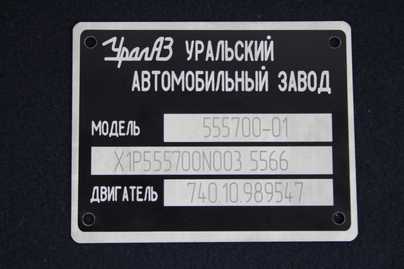 УралАЗ УРАЛЬСКИЙ
АВТОМОБИЛЬНЫЙ ЗАВОД
МОДЕЛЬ 555700-01
X1P555700N003 5566
ДВИГАТЕЛЬ 740.10.989547